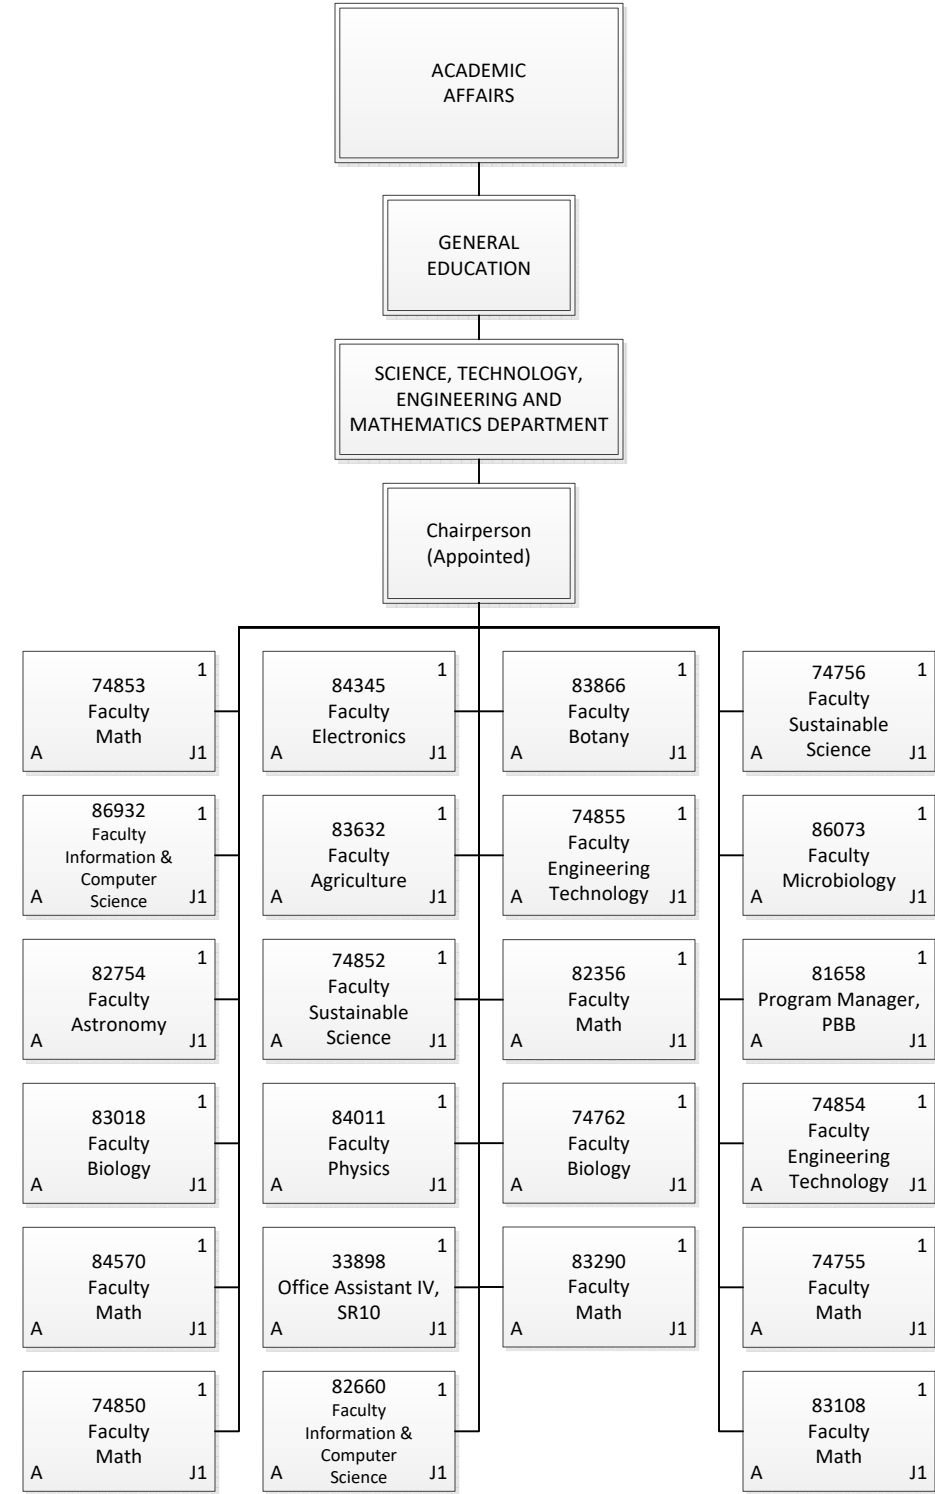 ACADEMIC
AFFAIRS
GENERAL
EDUCATION
SCIENCE, TECHNOLOGY,
ENGINEERING AND
MATHEMATICS DEPARTMENT
Chairperson
(Appointed)
1
74853
Faculty
Math
A J1
1
84345
Faculty
Electronics
A J1
1
83866
Faculty
Botany
A J1
1
74756
Faculty
Sustainable
Science
A J1
1
86932
Faculty
Information &
Computer
Science
A J1
1
83632
Faculty
Agriculture
A J1
1
74855
Faculty
Engineering
Technology
A J1
1
86073
Faculty
Microbiology
A J1
1
82754
Faculty
Astronomy
A J1
1
74852
Faculty
Sustainable
Science
A J1
1
82356
Faculty
Math
A J1
1
81658
Program Manager,
PBB
A J1
1
83018
Faculty
Biology
A J1
1
84011
Faculty
Physics
A J1
1
74762
Faculty
Biology
A J1
1
74854
Faculty
Engineering
Technology
A J1
1
84570
Faculty
Math
A J1
1
33898
Office Assistant IV,
SR10
A J1
1
83290
Faculty
Math
A J1
1
74755
Faculty
Math
A J1
1
74850
Faculty
Math
A J1
1
82660
Faculty
Information &
Computer
Science
A J1
1
83108
Faculty
Math
A J1